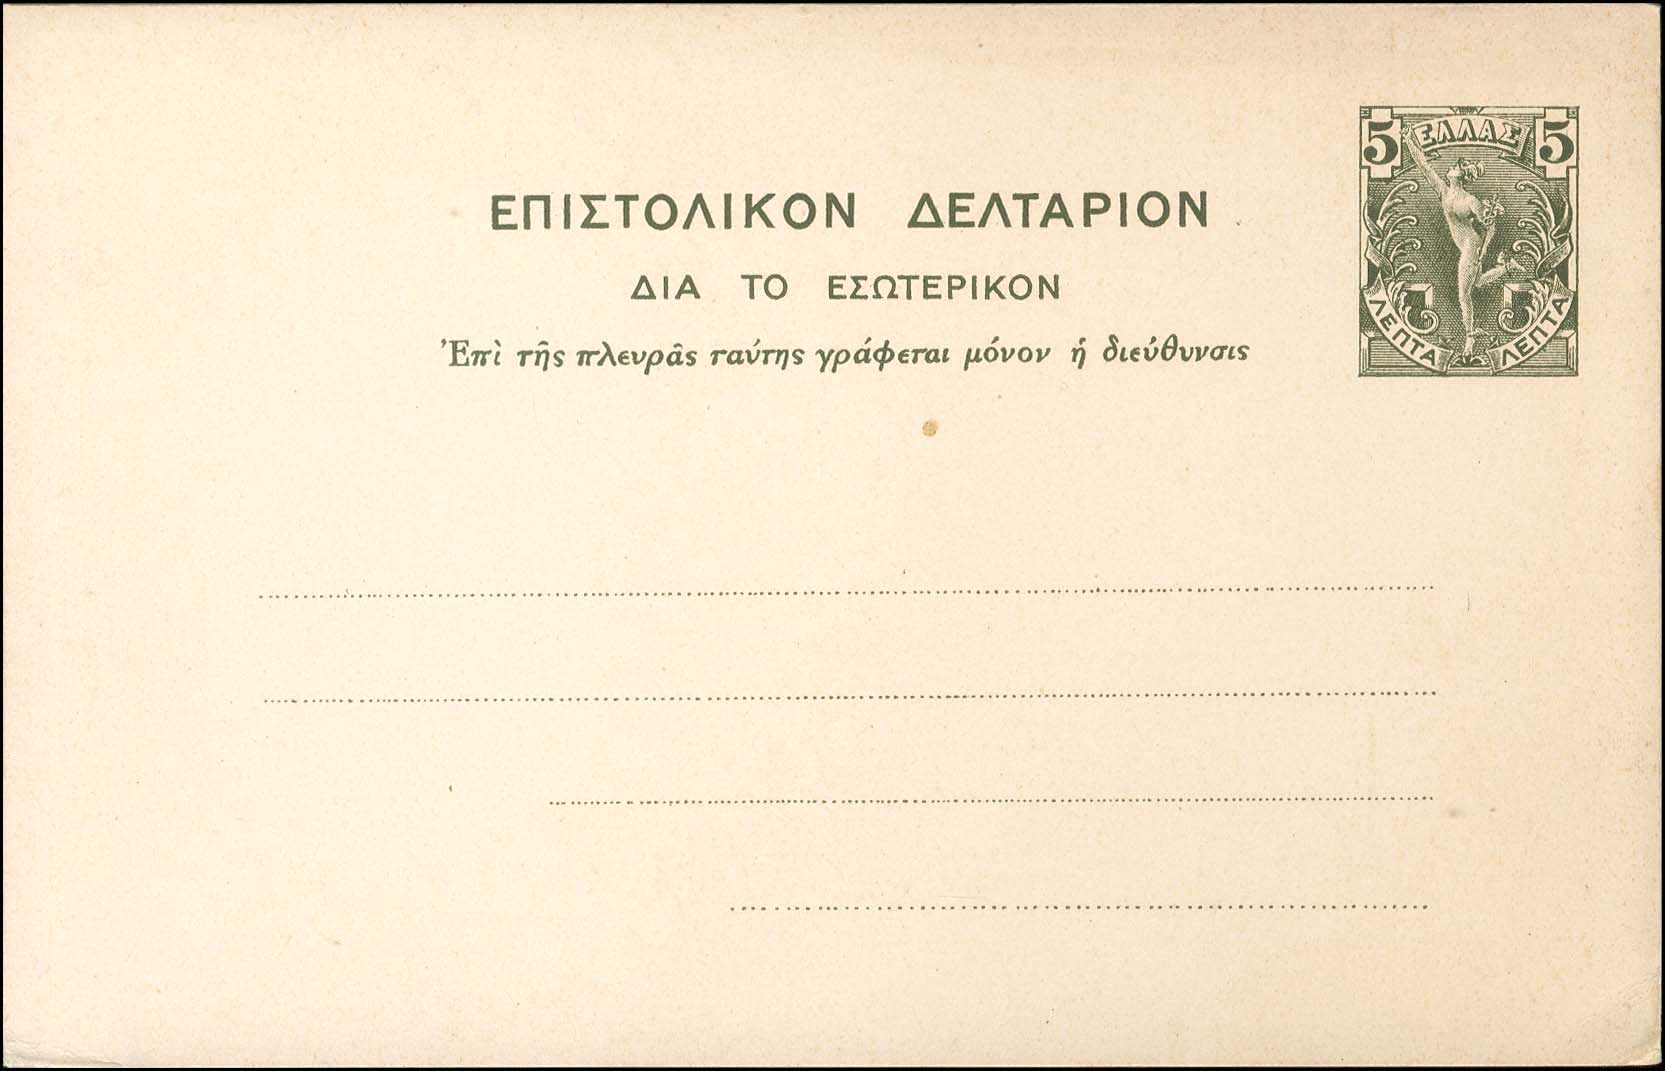 5 ΕΛΛΑΣ 5
ΕΠΙΣΤΟΛΙΚΟΝ ΔΕΛΤΑΡΙΟΝ
ΔΙΑ ΤΟ ΕΣΩΤΕΡΙΚΟΝ
Ἐπὶ τῆς πλευρᾶς ταύτης γράφεται μόνον ἡ διεύθυνσις
ΛΕΠΤΑ ΛΕΠΤΑ